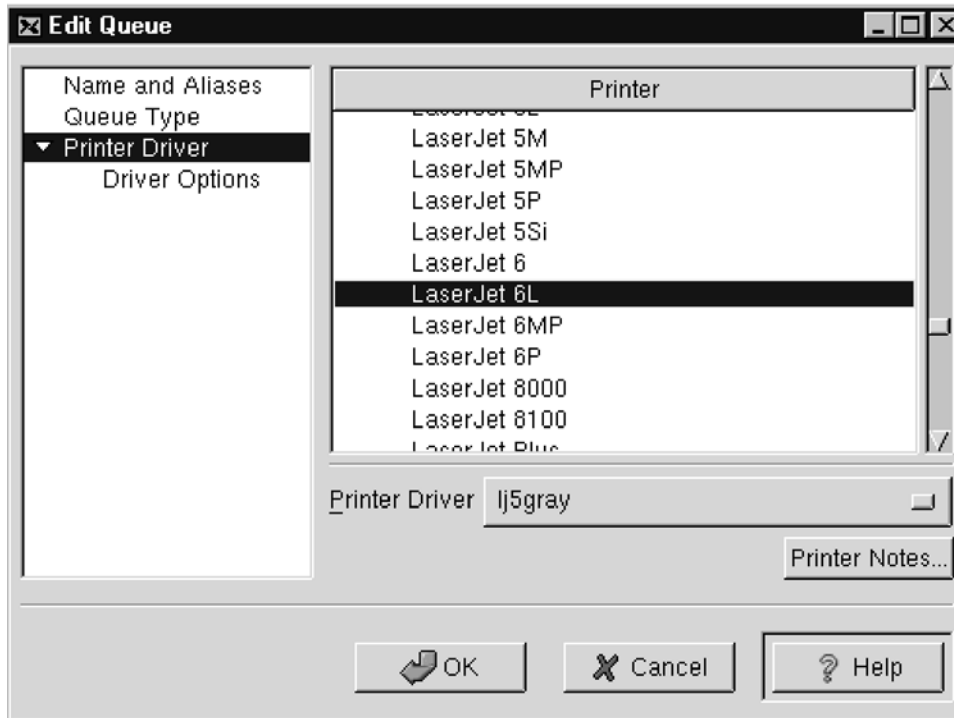 Edit Queue
Name and Aliases
Queue Type
Printer Driver
Driver Options
Printer
LaserJet 5M
LaserJet 5MP
LaserJet 5P
LaserJet 5Si
LaserJet 6
LaserJet 6L
LaserJet 6MP
LaserJet 6P
LaserJet 8000
LaserJet 8100
LaserJet Plus
Printer Driver lj5gray
Printer Notes...
OK Cancel Help